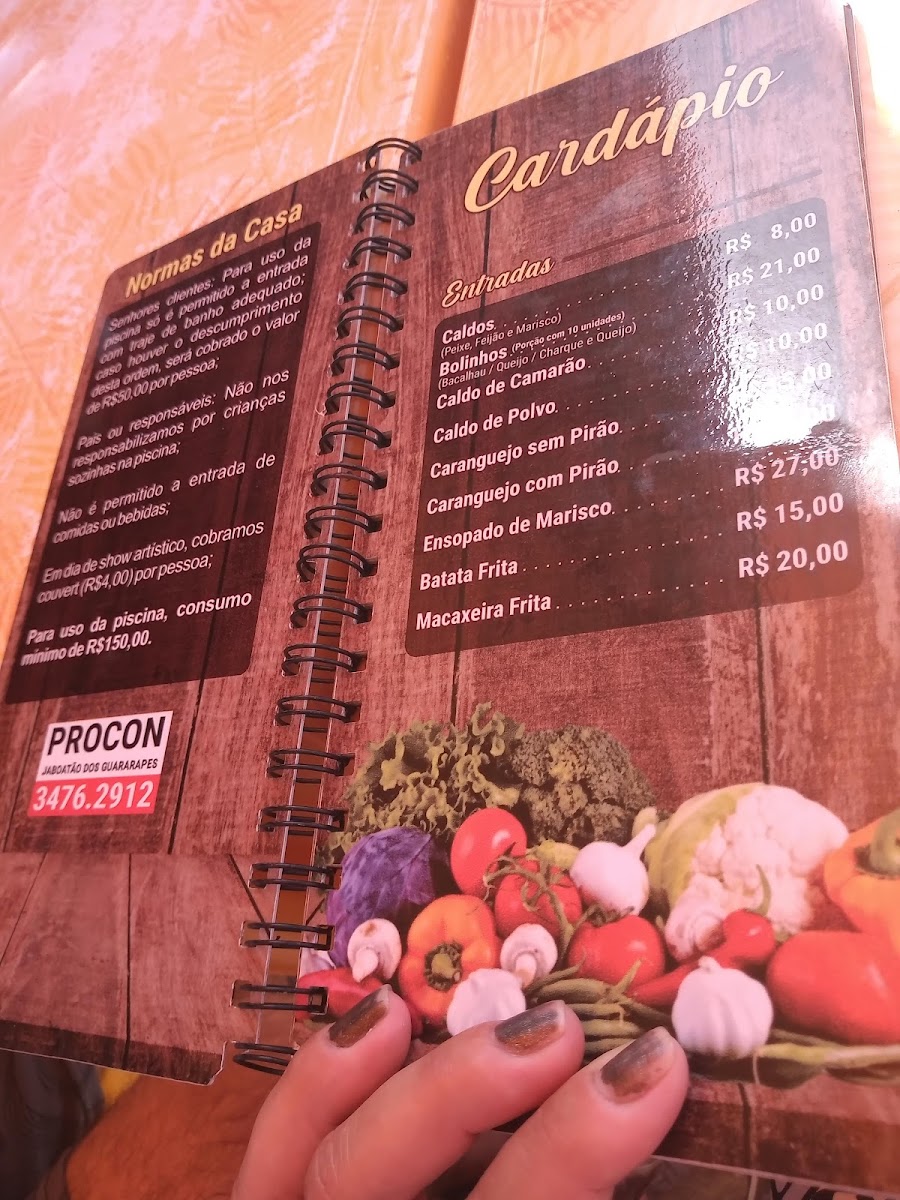 Normas da Casa
Senhores clientes: Para uso da
piscina só é permitido a entrada
com traje de banho adequado;
caso houver o descumprimento
desta ordem, será cobrado o valor
de R$50,00 por pessoa;
Pais ou responsáveis: Não nos
responsabilizamos por crianças
sozinhas na piscina;
Não é permitido a entrada de
comidas ou bebidas;
Em dia de show artístico, cobramos
couvert (R$4,00) por pessoa;
Para uso da piscina, consumo
mínimo de R$150,00.
PROCON
JABOATÃO DOS GUARARAPES
3476.2912
Cardápio
Entradas
Caldos R$ 8,00
(Peixe, Feijão e Marisco)
Bolinhos (Porção com 10 unidades) R$ 21,00
(Bacalhau / Queijo / Charque e Queijo)
Caldo de Camarão R$ 10,00
Caldo de Polvo R$ 10,00
Caranguejo sem Pirão
Caranguejo com Pirão
Ensopado de Marisco R$ 27,00
Batata Frita R$ 15,00
Macaxeira Frita R$ 20,00